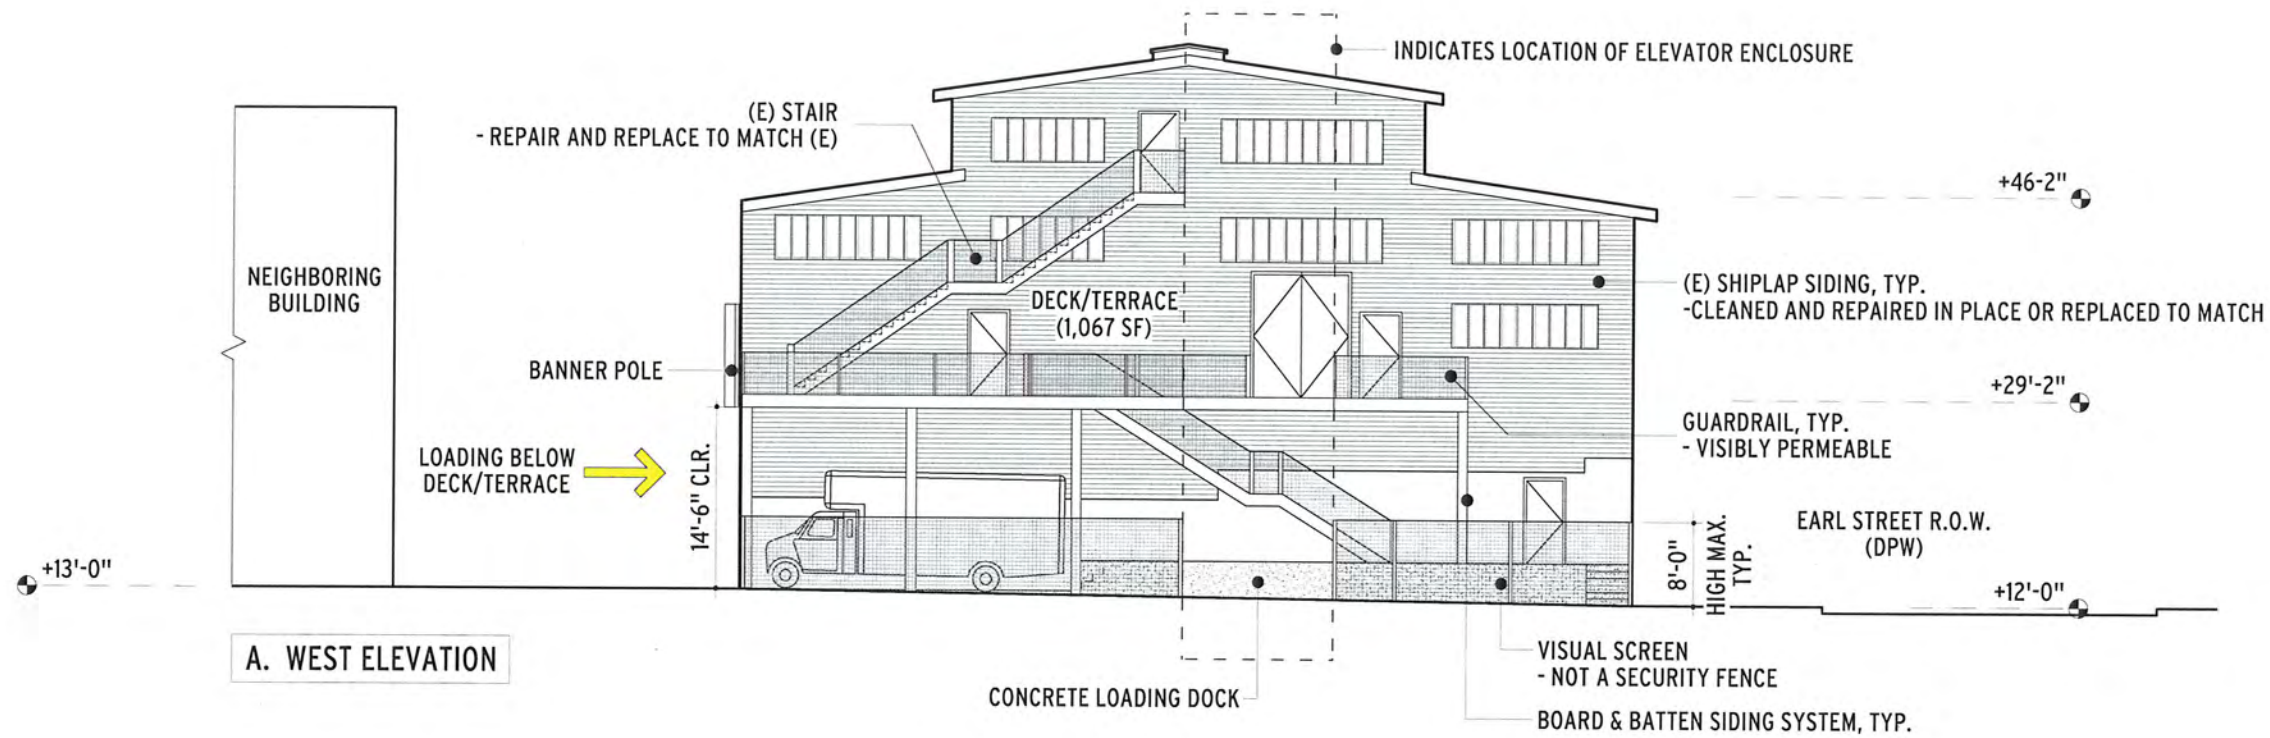 INDICATES LOCATION OF ELEVATOR ENCLOSURE
(E) STAIR
- REPAIR AND REPLACE TO MATCH (E)
+46-2"
NEIGHBORING
BUILDING
DECK/TERRACE
(1,067 SF)
(E) SHIPLAP SIDING, TYP.
-CLEANED AND REPAIRED IN PLACE OR REPLACED TO MATCH
BANNER POLE
+29'-2"
GUARDRAIL, TYP.
- VISIBLY PERMEABLE
LOADING BELOW
DECK/TERRACE
14'-6" CLR.
8'-0"
HIGH MAX.
TYP.
EARL STREET R.O.W.
(DPW)
+13'-0"
+12'-0"
A. WEST ELEVATION
VISUAL SCREEN
- NOT A SECURITY FENCE
CONCRETE LOADING DOCK
BOARD & BATTEN SIDING SYSTEM, TYP.